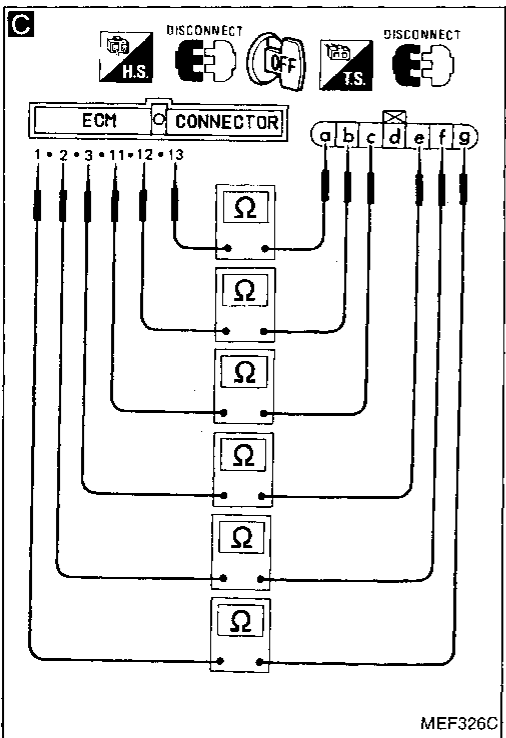 C
DISCONNECT
DISCONNECT
H.S.
OFF
T.S.
ECM CONNECTOR
a b c d e f g
1 • 2 • 3 • 11 • 12 • 13
Ω
Ω
Ω
Ω
Ω
Ω
MEF326C